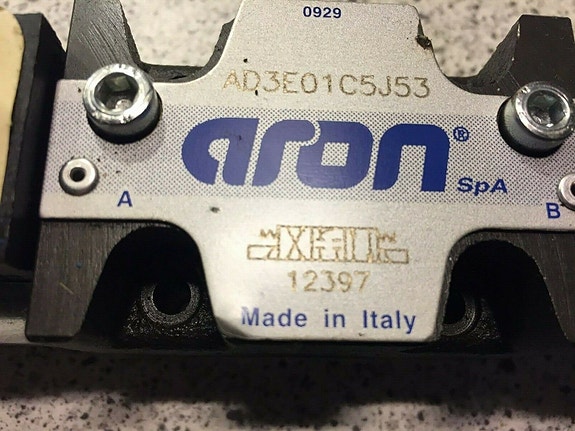 0929
AD3E01C5J53
aron®
SpA
A
B
12397
Made in Italy